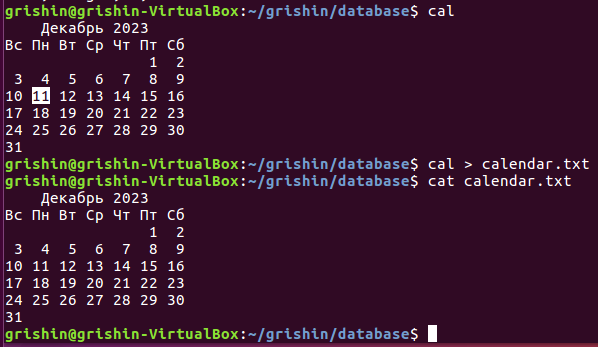 grishin@grishin-VirtualBox:~/grishin/database$ cal
    Декабрь 2023
Вс Пн Вт Ср Чт Пт Сб
                1  2
 3  4  5  6  7  8  9
10 11 12 13 14 15 16
17 18 19 20 21 22 23
24 25 26 27 28 29 30
31
grishin@grishin-VirtualBox:~/grishin/database$ cal > calendar.txt
grishin@grishin-VirtualBox:~/grishin/database$ cat calendar.txt
    Декабрь 2023
Вс Пн Вт Ср Чт Пт Сб
                1  2
 3  4  5  6  7  8  9
10 11 12 13 14 15 16
17 18 19 20 21 22 23
24 25 26 27 28 29 30
31
grishin@grishin-VirtualBox:~/grishin/database$